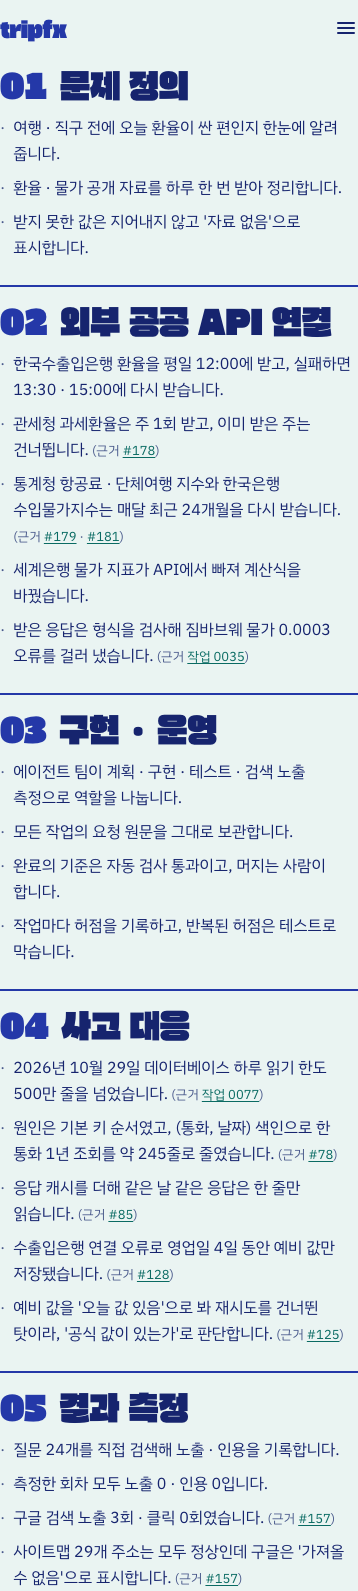 tripfx
01 문제 정의
· 여행 · 직구 전에 오늘 환율이 싼 편인지 한눈에 알려
줍니다.
· 환율 · 물가 공개 자료를 하루 한 번 받아 정리합니다.
· 받지 못한 값은 지어내지 않고 '자료 없음'으로
표시합니다.
02 외부 공공 API 연결
· 한국수출입은행 환율을 평일 12:00에 받고, 실패하면
13:30 · 15:00에 다시 받습니다.
· 관세청 과세환율은 주 1회 받고, 이미 받은 주는
건너뜁니다. (근거 #178)
· 통계청 항공료 · 단체여행 지수와 한국은행
수입물가지수는 매달 최근 24개월을 다시 받습니다.
(근거 #179 · #181)
· 세계은행 물가 지표가 API에서 빠져 계산식을
바꿨습니다.
· 받은 응답은 형식을 검사해 짐바브웨 물가 0.0003
오류를 걸러 냈습니다. (근거 작업 0035)
03 구현 · 운영
· 에이전트 팀이 계획 · 구현 · 테스트 · 검색 노출
측정으로 역할을 나눕니다.
· 모든 작업의 요청 원문을 그대로 보관합니다.
· 완료의 기준은 자동 검사 통과이고, 머지는 사람이
합니다.
· 작업마다 허점을 기록하고, 반복된 허점은 테스트로
막습니다.
04 사고 대응
· 2026년 10월 29일 데이터베이스 하루 읽기 한도
500만 줄을 넘었습니다. (근거 작업 0077)
· 원인은 기본 키 순서였고, (통화, 날짜) 색인으로 한
통화 1년 조회를 약 245줄로 줄였습니다. (근거 #78)
· 응답 캐시를 더해 같은 날 같은 응답은 한 줄만
읽습니다. (근거 #85)
· 수출입은행 연결 오류로 영업일 4일 동안 예비 값만
저장됐습니다. (근거 #128)
· 예비 값을 '오늘 값 있음'으로 봐 재시도를 건너뛴
탓이라, '공식 값이 있는가'로 판단합니다. (근거 #125)
05 결과 측정
· 질문 24개를 직접 검색해 노출 · 인용을 기록합니다.
· 측정한 회차 모두 노출 0 · 인용 0입니다.
· 구글 검색 노출 3회 · 클릭 0회였습니다. (근거 #157)
· 사이트맵 29개 주소는 모두 정상인데 구글은 '가져올
수 없음'으로 표시합니다. (근거 #157)